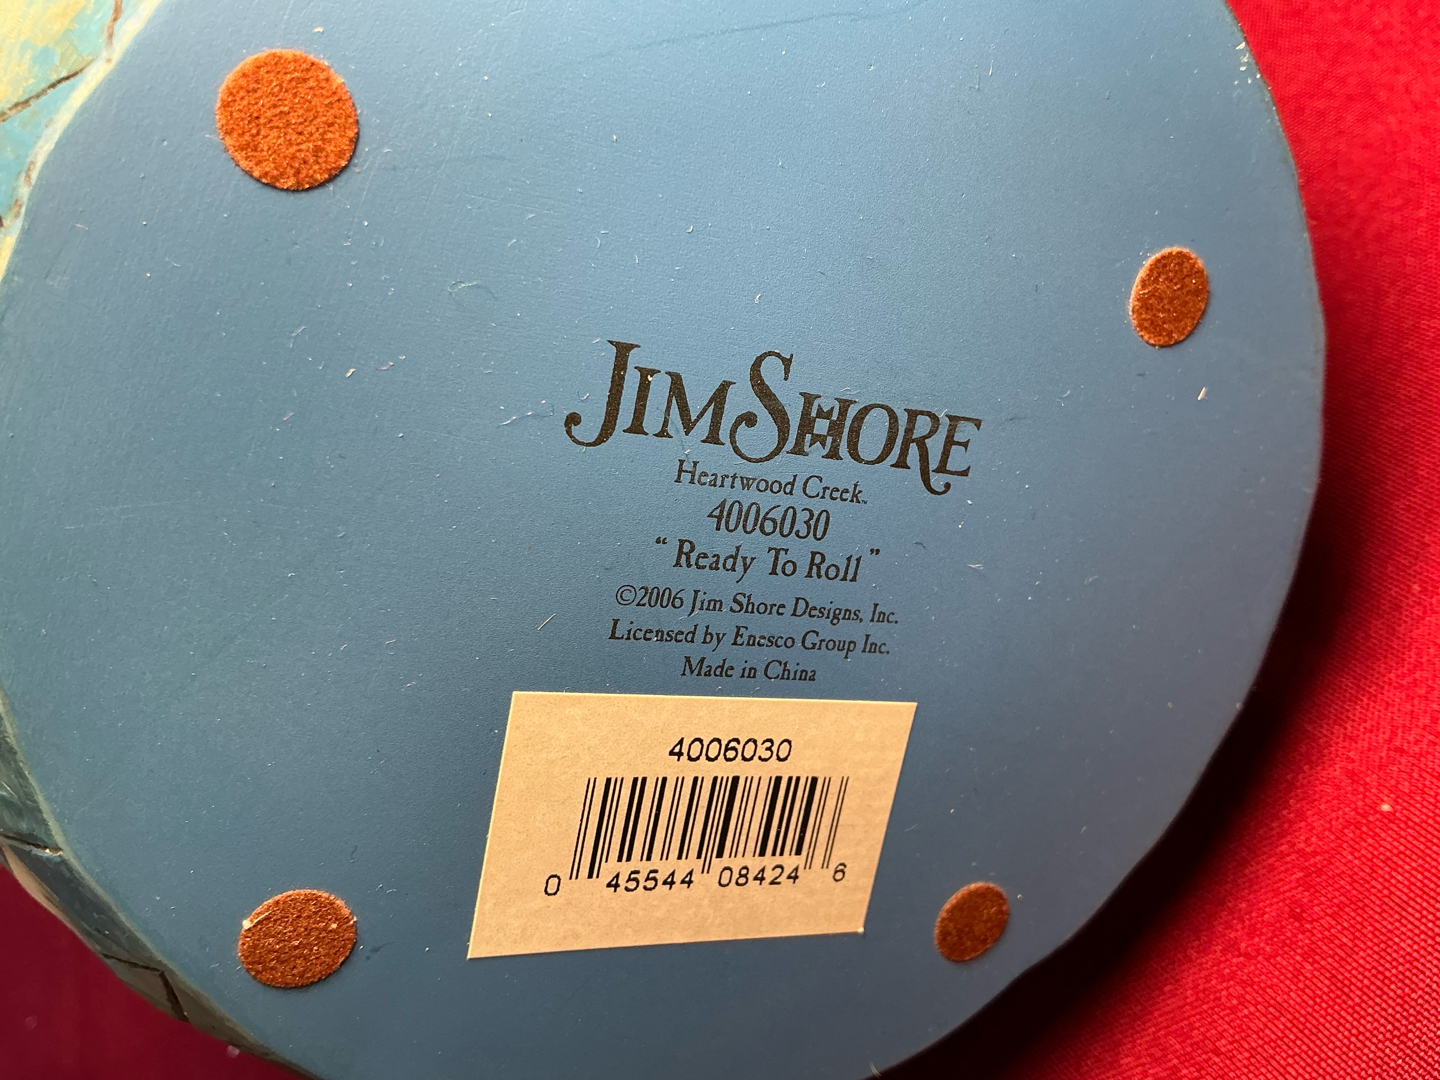 JIM SHORE
Heartwood Creek™
4006030
“Ready To Roll”
©2006 Jim Shore Designs, Inc.
Licensed by Enesco Group Inc.
Made in China
4006030
0 45544 08424 6